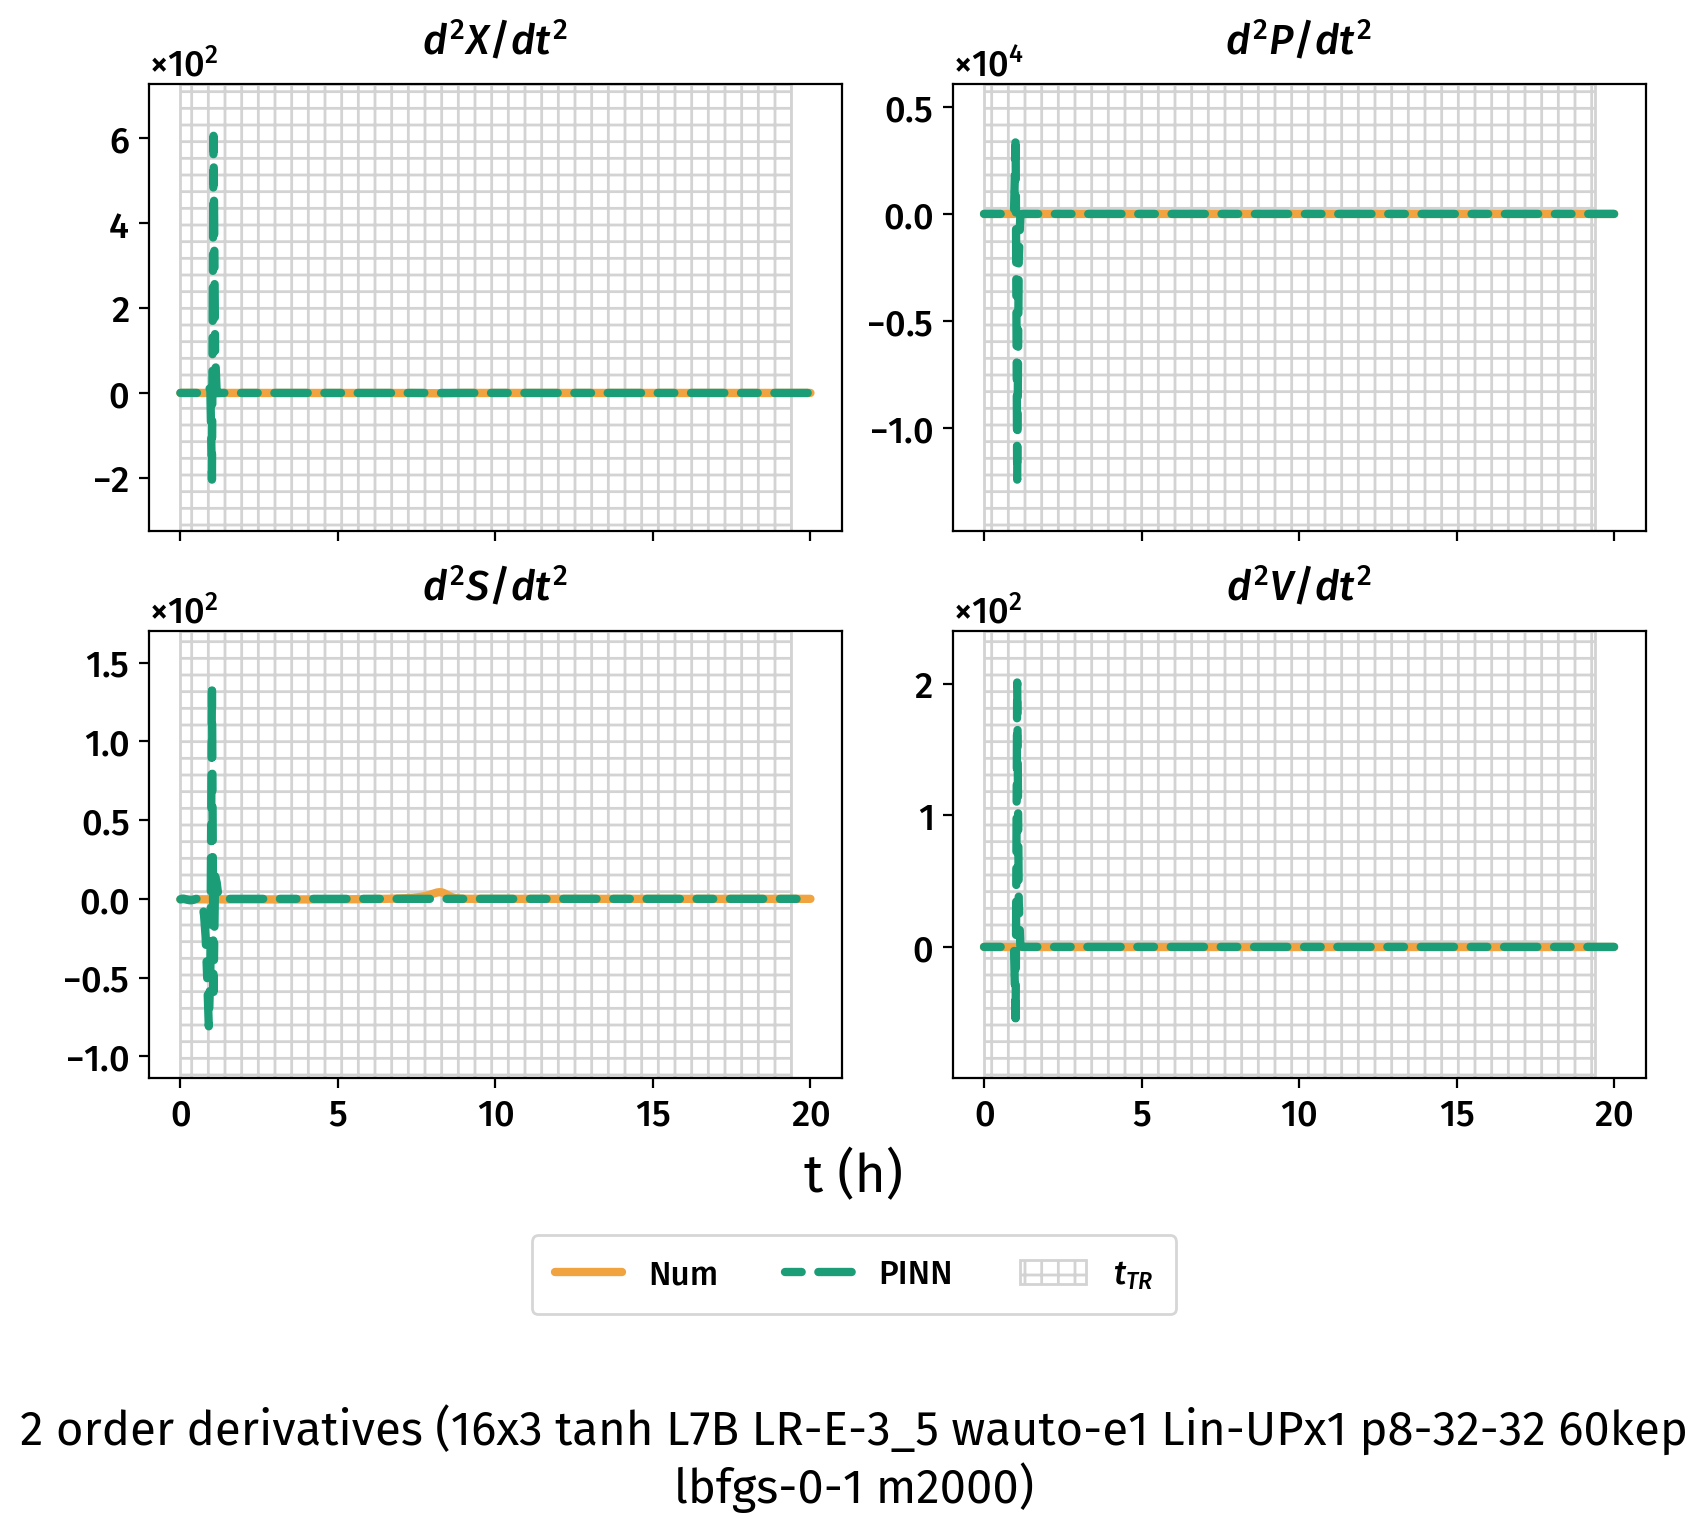 d²X/dt²
×10²
6
4
2
0
−2
d²P/dt²
×10⁴
0.5
0.0
−0.5
−1.0
d²S/dt²
×10²
1.5
1.0
0.5
0.0
−0.5
−1.0
0 5 10 15 20
d²V/dt²
×10²
2
1
0
0 5 10 15 20
t (h)
Num PINN t_TR
2 order derivatives (16x3 tanh L7B LR-E-3_5 wauto-e1 Lin-UPx1 p8-32-32 60kep
lbfgs-0-1 m2000)